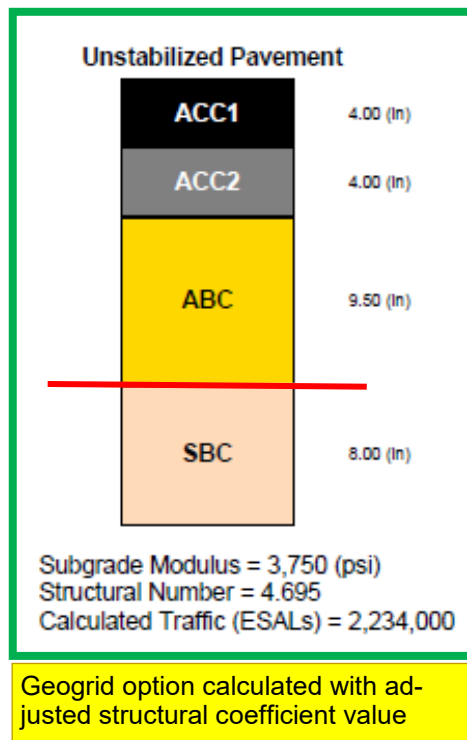 Unstabilized Pavement
ACC1 4.00 (in)
ACC2 4.00 (in)
ABC 9.50 (in)
SBC 8.00 (in)
Subgrade Modulus = 3,750 (psi)
Structural Number = 4.695
Calculated Traffic (ESALs) = 2,234,000
Geogrid option calculated with ad-
justed structural coefficient value